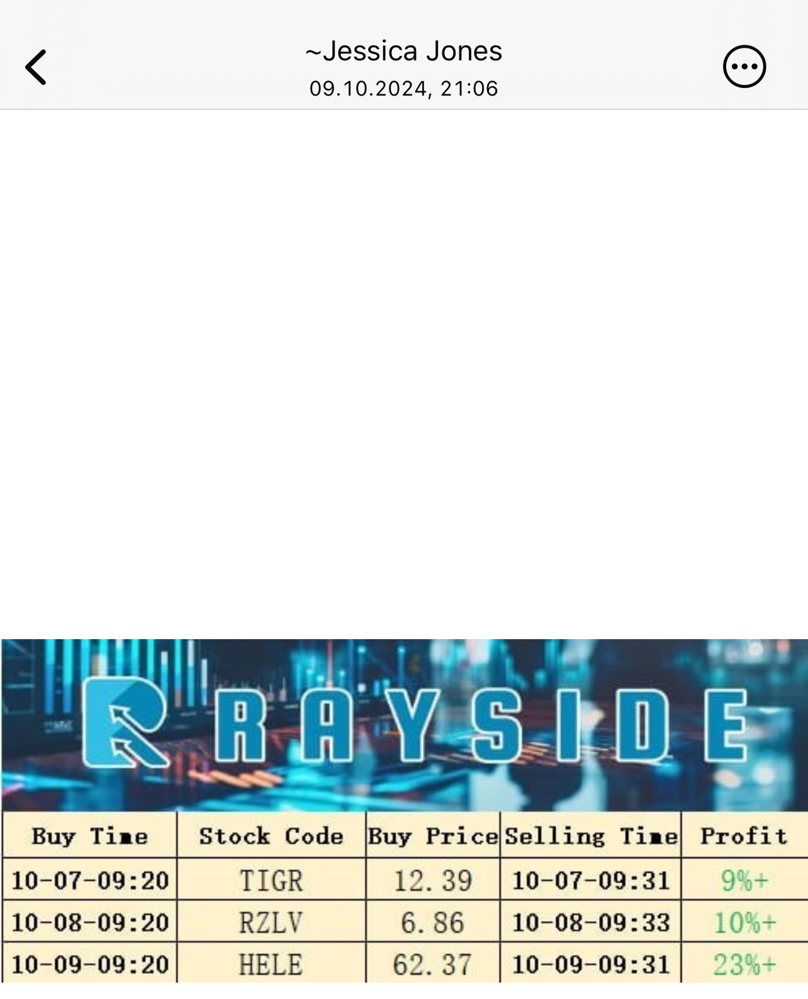 ~Jessica Jones
09.10.2024, 21:06
RAYSIDE
Buy Time Stock Code Buy Price Selling Time Profit
10-07-09:20 TIGR 12.39 10-07-09:31 9%+
10-08-09:20 RZLV 6.86 10-08-09:33 10%+
10-09-09:20 HELE 62.37 10-09-09:31 23%+